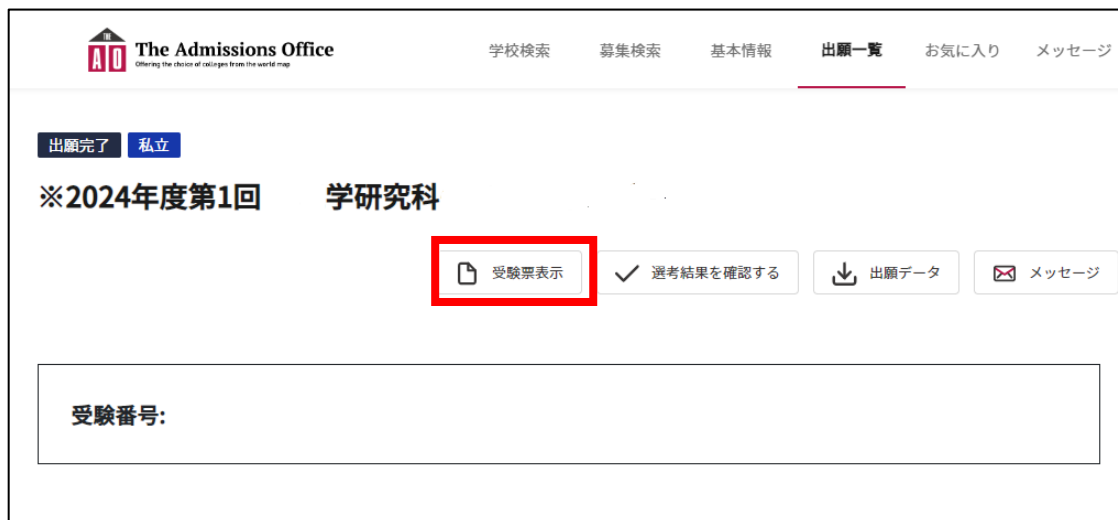 THE
AO The Admissions Office
Offering the choice of colleges from the world map
学校検索 募集検索 基本情報 出願一覧 お気に入り メッセージ
出願完了 私立
※2024年度第1回 学研究科
受験票表示 選考結果を確認する 出願データ メッセージ
受験番号: